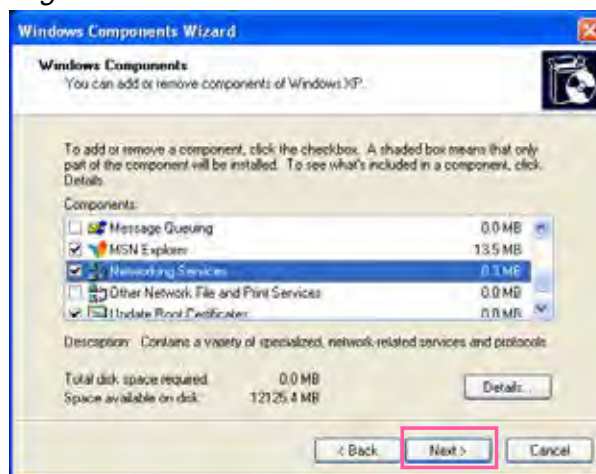 Windows Components Wizard
Windows Components
You can add or remove components of Windows XP.
To add or remove a component, click the checkbox. A shaded box means that only
part of the component will be installed. To see what's included in a component, click
Details.
Components:
Message Queuing 0.0 MB
MSN Explorer 13.5 MB
Networking Services 0.3 MB
Other Network File and Print Services 0.0 MB
Update Root Certificates 0.0 MB
Description: Contains a variety of specialized, network-related services and protocols.
Total disk space required: 0.0 MB
Space available on disk: 12125.4 MB
Details...
< Back
Next >
Cancel